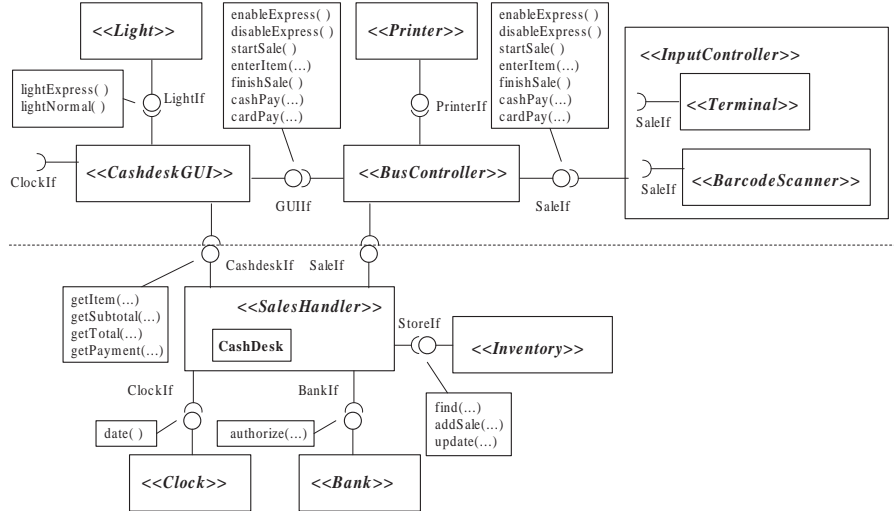 <<Light>>
enableExpress( )
disableExpress( )
startSale( )
enterItem(...)
finishSale( )
cashPay(...)
cardPay(...)
<<Printer>>
enableExpress( )
disableExpress( )
startSale( )
enterItem(...)
finishSale( )
cashPay(...)
cardPay(...)
<<InputController>>
lightExpress( )
lightNormal( )
LightIf
PrinterIf
<<Terminal>>
SaleIf
ClockIf
<<CashdeskGUI>>
GUIIf
<<BusController>>
SaleIf
SaleIf
<<BarcodeScanner>>
CashdeskIf
SaleIf
getItem(...)
getSubtotal(...)
getTotal(...)
getPayment(...)
<<SalesHandler>>
CashDesk
StoreIf
<<Inventory>>
ClockIf
BankIf
date( )
authorize(...)
find(...)
addSale(...)
update(...)
<<Clock>>
<<Bank>>